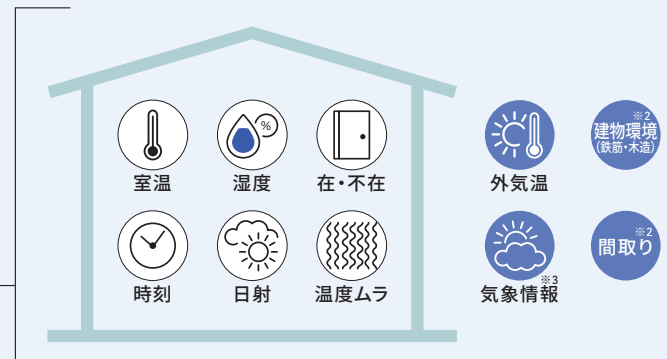 %
室温
湿度
在・不在
外気温
※2
建物環境
(鉄筋・木造)
時刻
日射
温度ムラ
気象情報
※3
※2
間取り